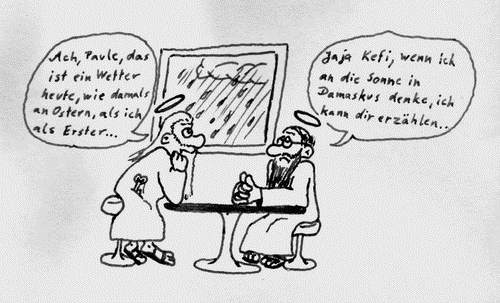 Ach, Paule, das
ist ein Wetter
heute, wie damals
an Ostern, als ich
als Erster...
Jaja Kefi, wenn ich
an die Sonne in
Damaskus denke, ich
kann dir erzählen...